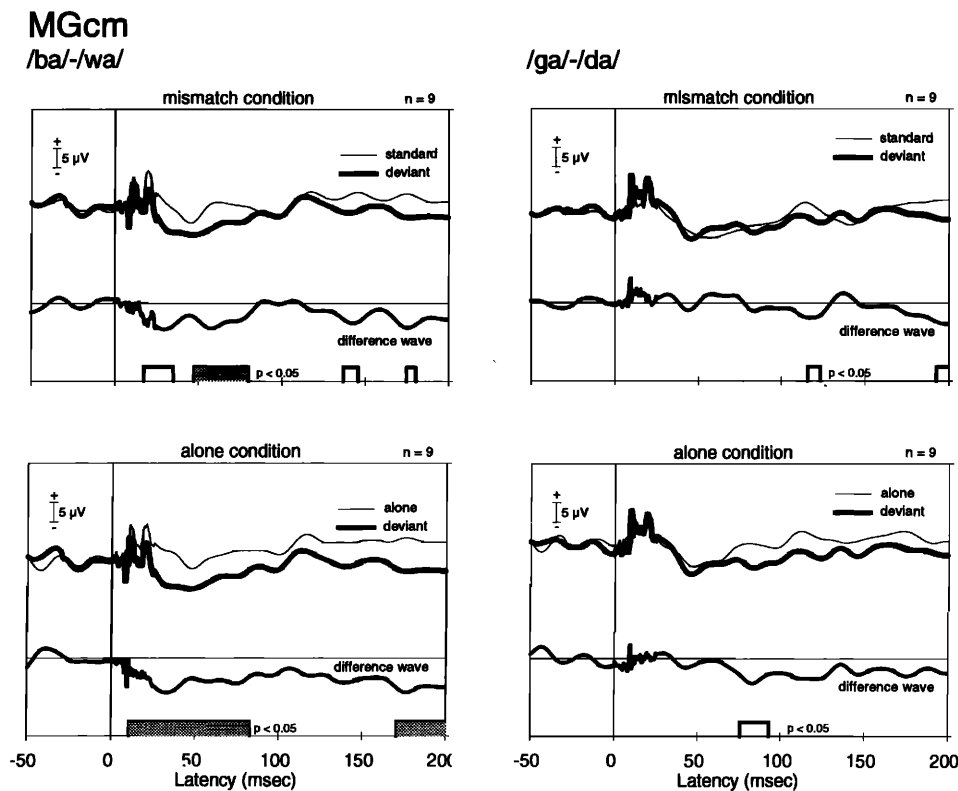 MGcm
/ba/-/wa/
mismatch condition n = 9
+
5 µV
-
standard
deviant
difference wave
p < 0.05
alone condition n = 9
+
5 µV
-
alone
deviant
difference wave
p < 0.05
-50 0 50 100 150 200
Latency (msec)
/ga/-/da/
mismatch condition n = 9
+
5 µV
-
standard
deviant
difference wave
p < 0.05
alone condition n = 9
+
5 µV
-
alone
deviant
difference wave
p < 0.05
-50 0 50 100 150 200
Latency (msec)